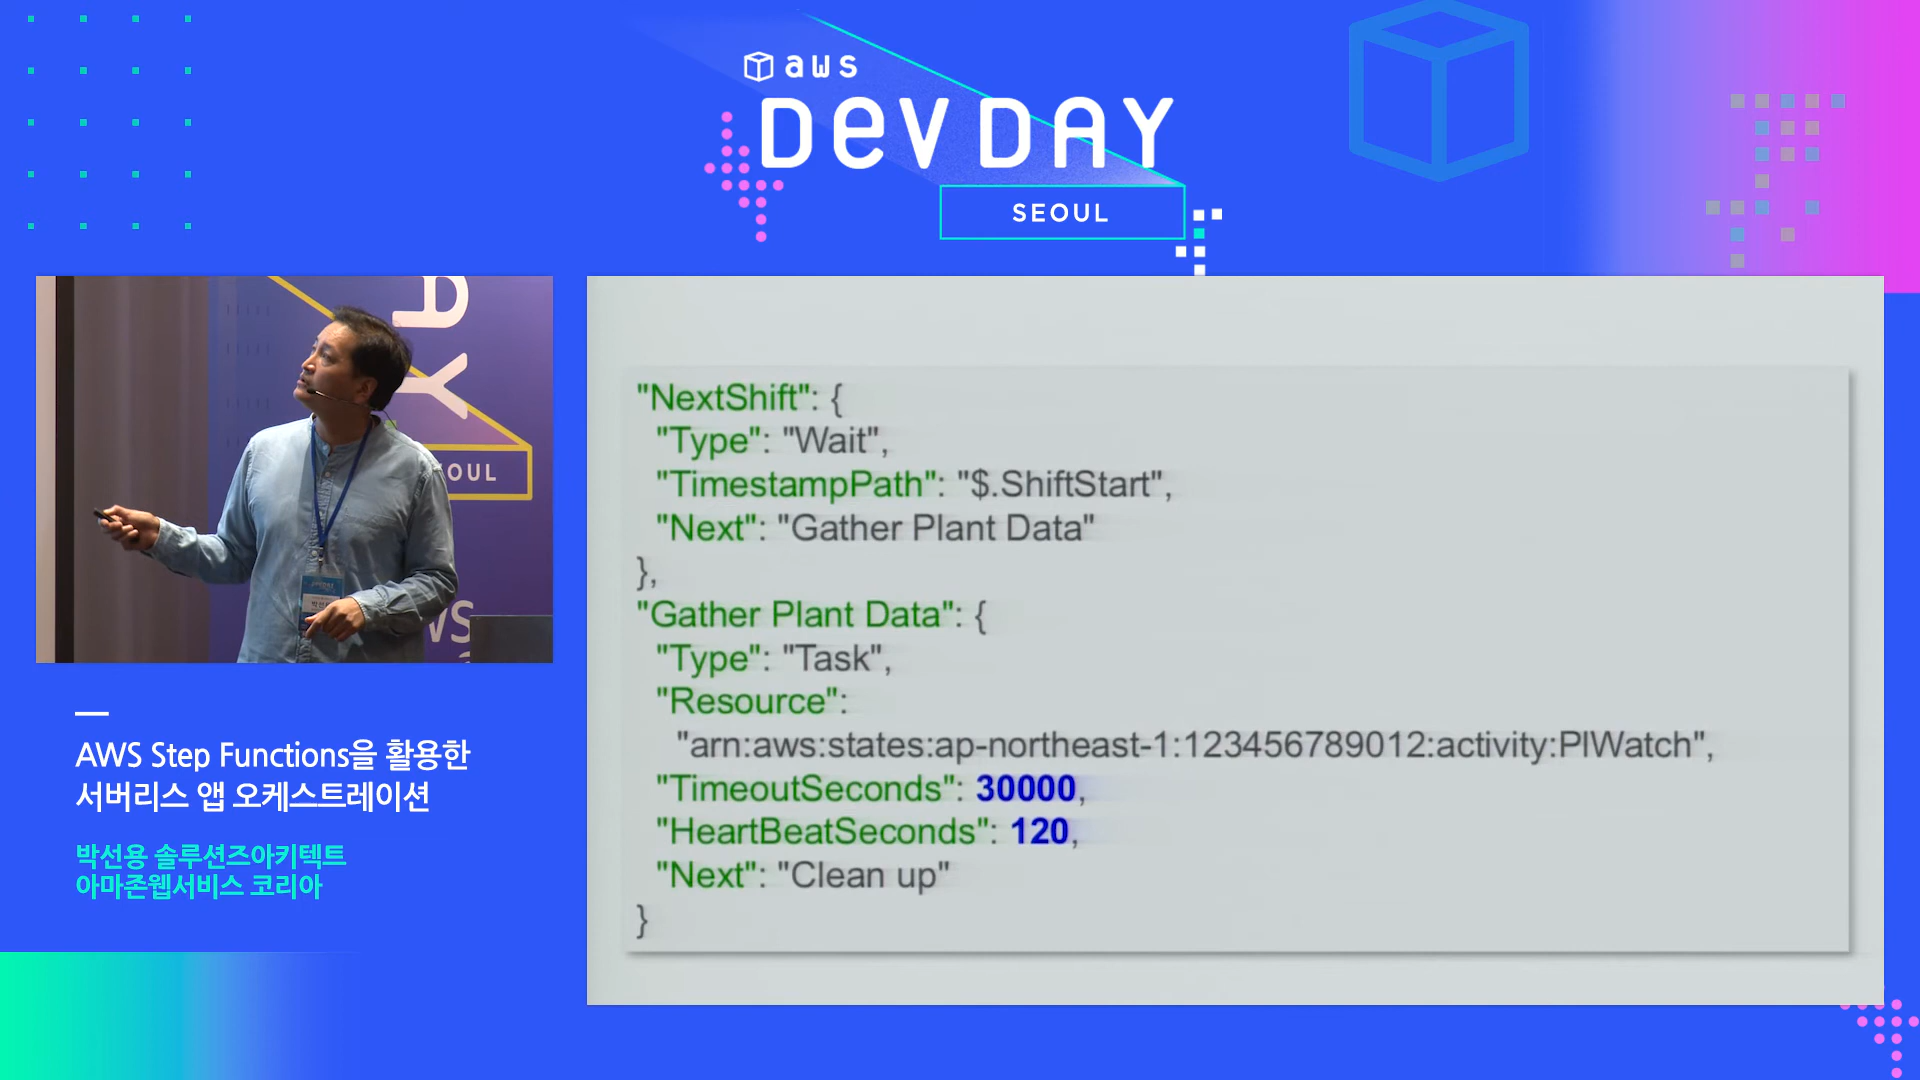 aws
DEV DAY
SEOUL
AY
OUL
WS
AWS Step Functions을 활용한
서버리스 앱 오케스트레이션
박선용 솔루션즈아키텍트
아마존웹서비스 코리아
"NextShift": {
"Type": "Wait",
"TimestampPath": "$.ShiftStart",
"Next": "Gather Plant Data"
},
"Gather Plant Data": {
"Type": "Task",
"Resource":
"arn:aws:states:ap-northeast-1:123456789012:activity:PlWatch",
"TimeoutSeconds": 30000,
"HeartBeatSeconds": 120,
"Next": "Clean up"
}